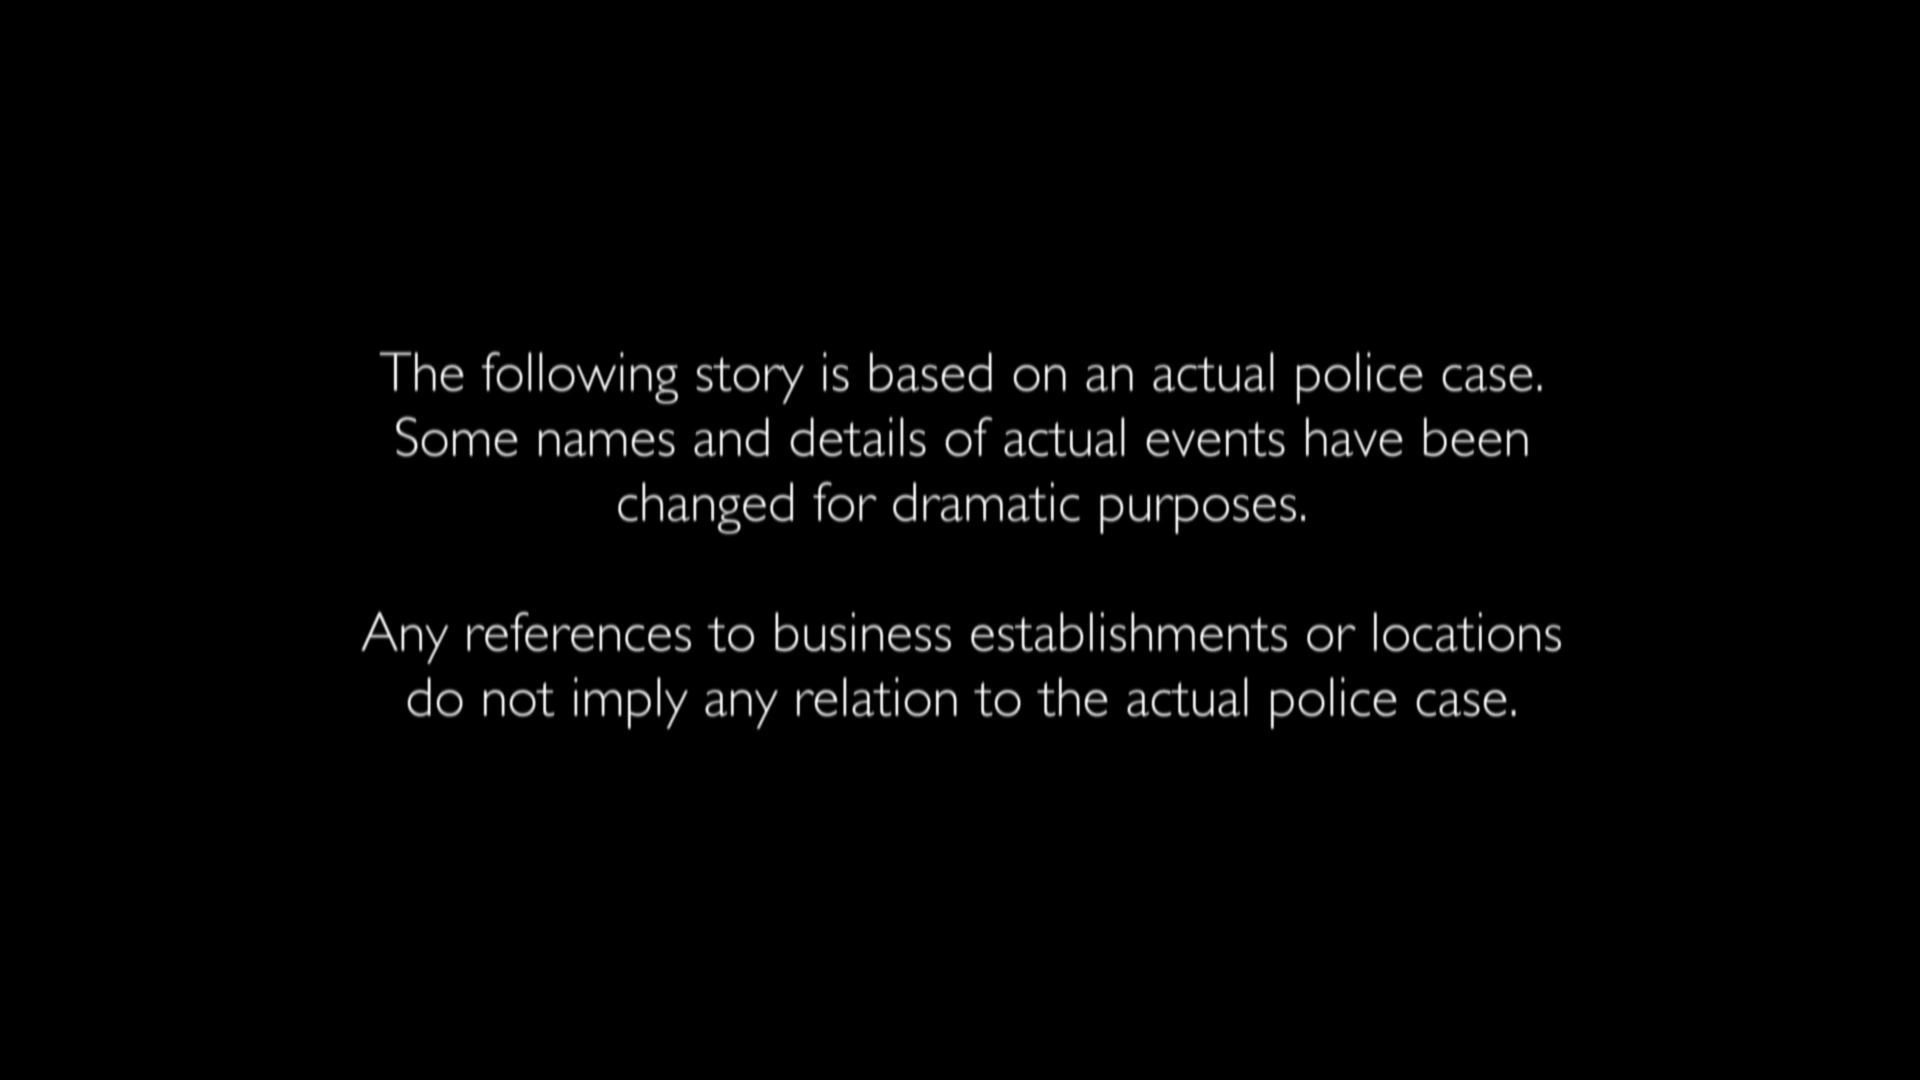 The following story is based on an actual police case.
Some names and details of actual events have been
changed for dramatic purposes.
Any references to business establishments or locations
do not imply any relation to the actual police case.